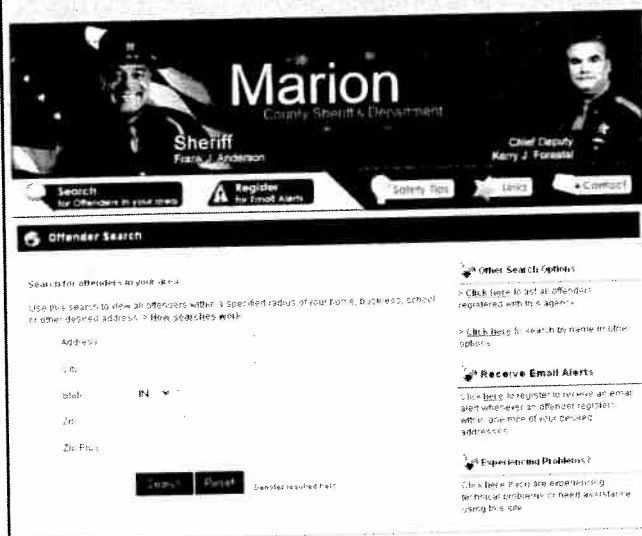 Marion
County Sheriff's Department
Sheriff
Frank J. Anderson
Chief Deputy
Kerry J. Forestal
Search
for Offenders in your area
Register
for Email Alerts
Safety Tips
Links
Contact
Offender Search
Search for offenders in your area
Use this search to view all offenders within a specified radius of your home, business, school
or other desired address. > How searches work
Address
City
State IN
Zip
Zip Plus
Search Reset Denotes required field
Other Search Options
> Click here to list all offenders
registered with this agency
> Click here to search by name or other
options
Receive Email Alerts
Click here to register to receive an email
alert whenever an offender registers
within one mile of your desired
addresses
Experiencing Problems?
Click here if you are experiencing
technical problems or need assistance
using this site